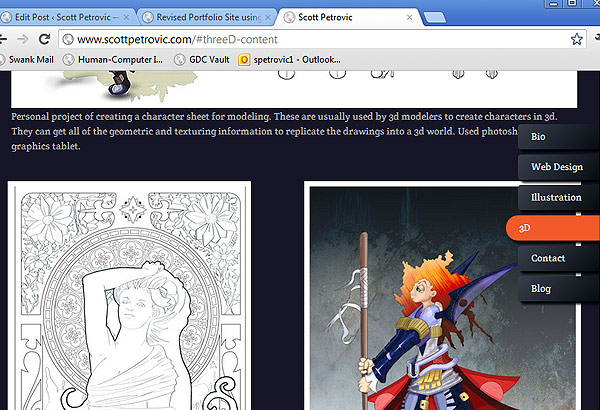 Edit Post ‹ Scott Petrovic —
Revised Portfolio Site using
Scott Petrovic
www.scottpetrovic.com/#threeD-content
Swank Mail
Human-Computer I...
GDC Vault
spetrovic1 - Outlook...
Personal project of creating a character sheet for modeling. These are usually used by 3d modelers to create characters in 3d.
They can get all of the geometric and texturing information to replicate the drawings into a 3d world. Used
graphics tablet.
Bio
Web Design
Illustration
3D
Contact
Blog